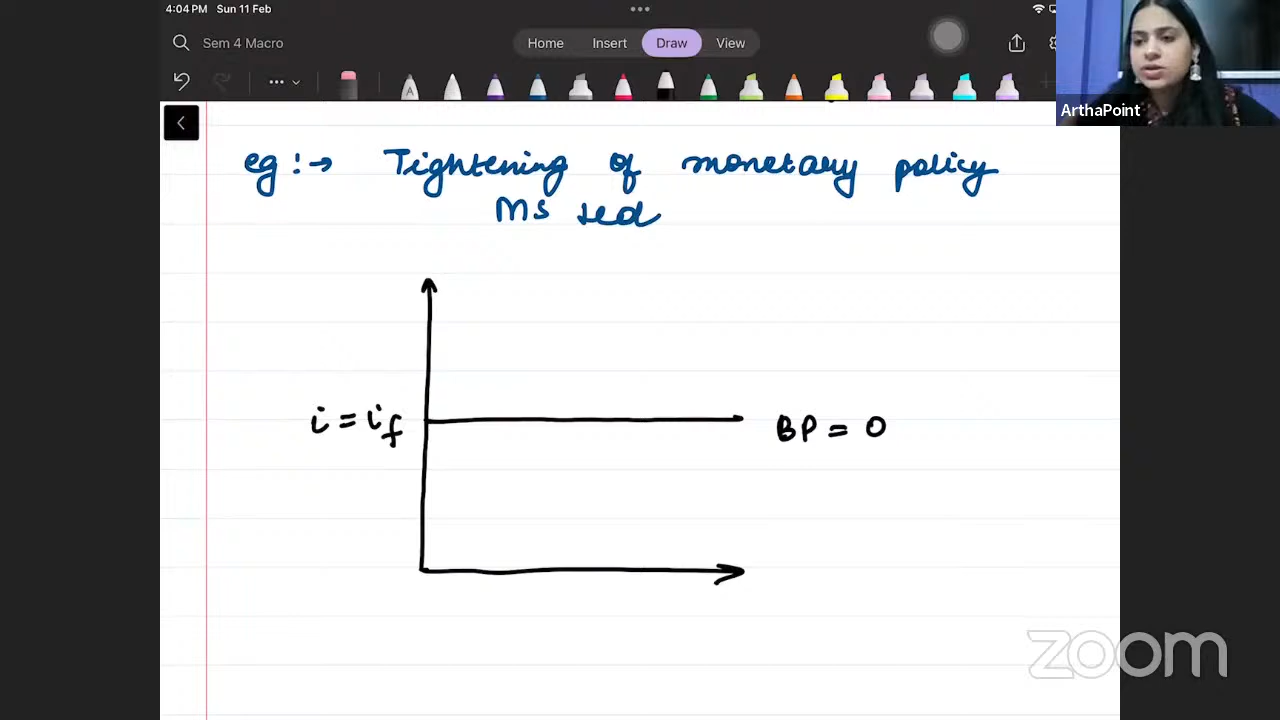 4:04 PM Sun 11 Feb
Sem 4 Macro
Home Insert Draw View
A
ArthaPoint
eg :→ Tightening of monetary policy
MS red
i = if
BP = 0
zoom